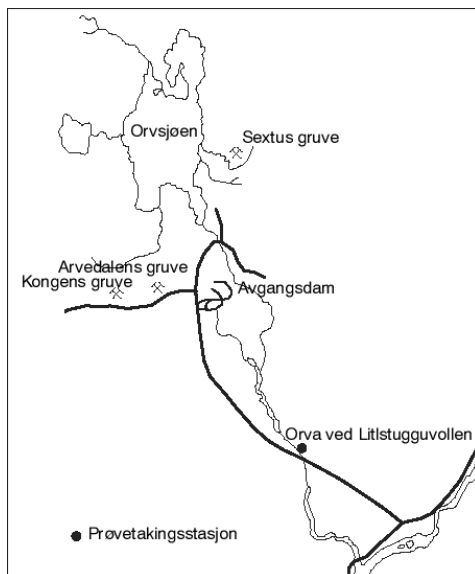 Orvsjøen
Sextus gruve
Arvedalens gruve
Kongens gruve
Avgangsdam
Orva ved Litlstugguvollen
Prøvetakingsstasjon